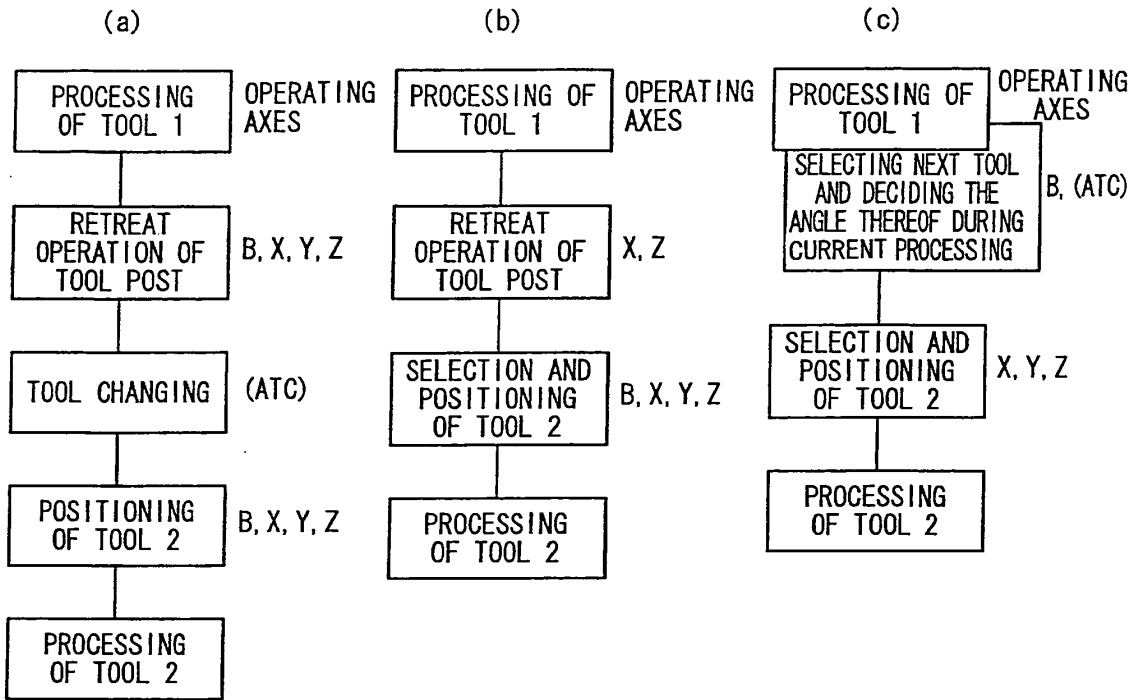 (a)
PROCESSING
OF TOOL 1
OPERATING
AXES
RETREAT
OPERATION OF
TOOL POST
B, X, Y, Z
TOOL CHANGING
(ATC)
POSITIONING
OF TOOL 2
B, X, Y, Z
PROCESSING
OF TOOL 2
(b)
PROCESSING OF
TOOL 1
OPERATING
AXES
RETREAT
OPERATION OF
TOOL POST
X, Z
SELECTION AND
POSITIONING
OF TOOL 2
B, X, Y, Z
PROCESSING
OF TOOL 2
(c)
PROCESSING OF
TOOL 1
OPERATING
AXES
SELECTING NEXT TOOL
AND DECIDING THE
ANGLE THEREOF DURING
CURRENT PROCESSING
B, (ATC)
SELECTION AND
POSITIONING
OF TOOL 2
X, Y, Z
PROCESSING
OF TOOL 2